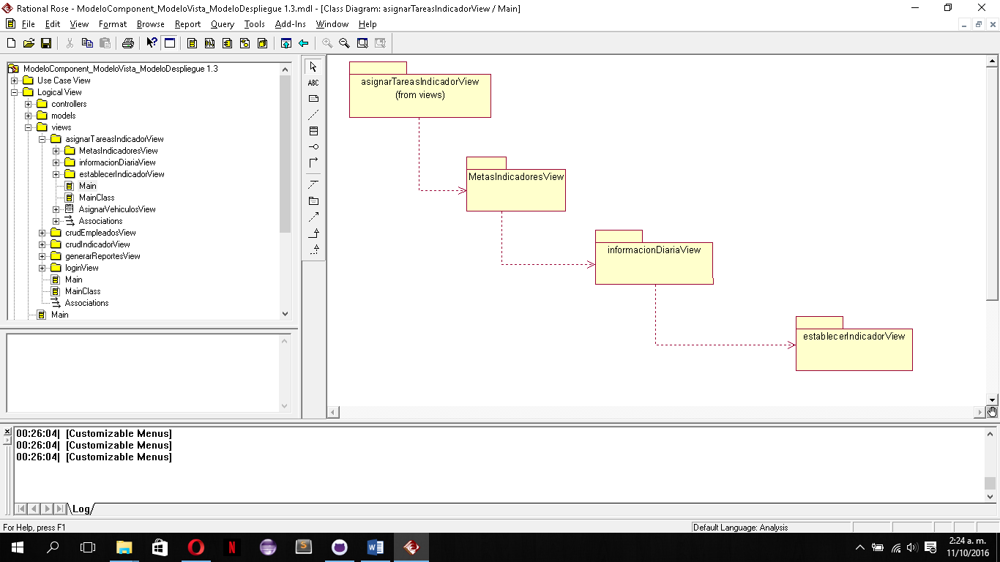 Rational Rose - ModeloComponent_ModeloVista_ModeloDespliegue 1.3.mdl - [Class Diagram: asignarTareasIndicadorView / Main]
File Edit View Format Browse Report Query Tools Add-Ins Window Help
ModeloComponent_ModeloVista_ModeloDespliegue 1.3
Use Case View
Logical View
controllers
models
views
asignarTareasIndicadorView
MetasIndicadoresView
informacionDiariaView
establecerIndicadorView
Main
MainClass
AsignarVehiculosView
Associations
crudEmpleadosView
crudIndicadorView
generarReportesView
loginView
Main
MainClass
Associations
Main
ABC
asignarTareasIndicadorView
(from views)
MetasIndicadoresView
informacionDiariaView
establecerIndicadorView
00:26:04| [Customizable Menus]
00:26:04| [Customizable Menus]
00:26:04| [Customizable Menus]
Log
For Help, press F1
Default Language: Analysis
N
S
W
2:24 a. m.
11/10/2016